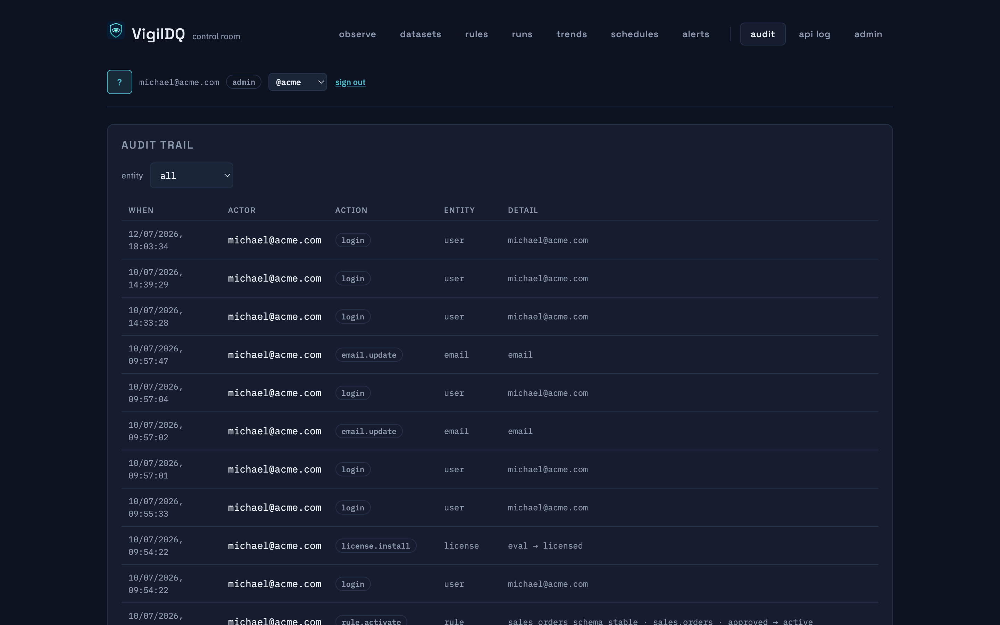 VigilDQ control room observe datasets rules runs trends schedules alerts audit api log admin
? michael@acme.com admin @acme sign out
AUDIT TRAIL
entity all
WHEN ACTOR ACTION ENTITY DETAIL
12/07/2026, 18:03:34 michael@acme.com login user michael@acme.com
10/07/2026, 14:39:29 michael@acme.com login user michael@acme.com
10/07/2026, 14:33:28 michael@acme.com login user michael@acme.com
10/07/2026, 09:57:47 michael@acme.com email.update email email
10/07/2026, 09:57:04 michael@acme.com login user michael@acme.com
10/07/2026, 09:57:02 michael@acme.com email.update email email
10/07/2026, 09:57:01 michael@acme.com login user michael@acme.com
10/07/2026, 09:55:33 michael@acme.com login user michael@acme.com
10/07/2026, 09:54:22 michael@acme.com license.install license eval → licensed
10/07/2026, 09:54:22 michael@acme.com login user michael@acme.com
10/07/2026, michael@acme.com rule.activate rule sales orders schema stable · sales.orders · approved → active